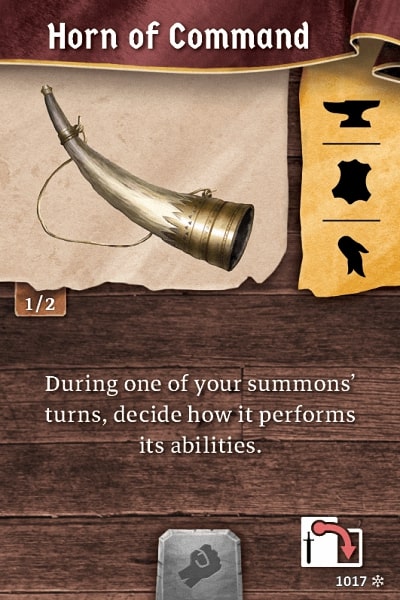 Horn of Command
1/2
During one of your summons’
turns, decide how it performs
its abilities.
1017